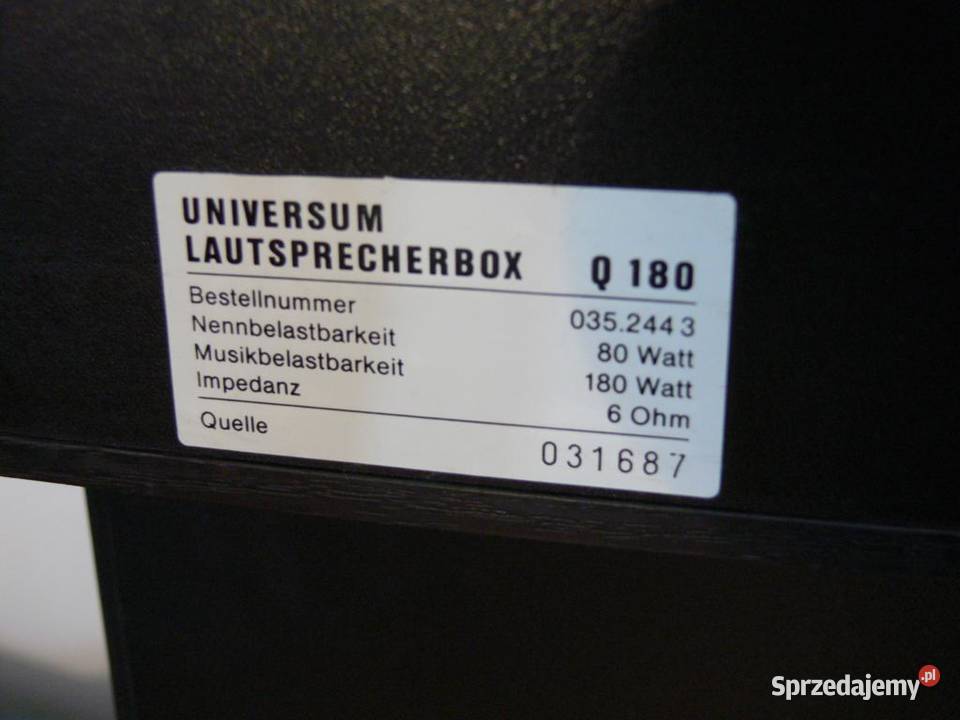 UNIVERSUM
LAUTSPRECHERBOX Q 180
Bestellnummer 035.244 3
Nennbelastbarkeit 80 Watt
Musikbelastbarkeit 180 Watt
Impedanz 6 Ohm
Quelle 031687
Sprzedajemy.pl